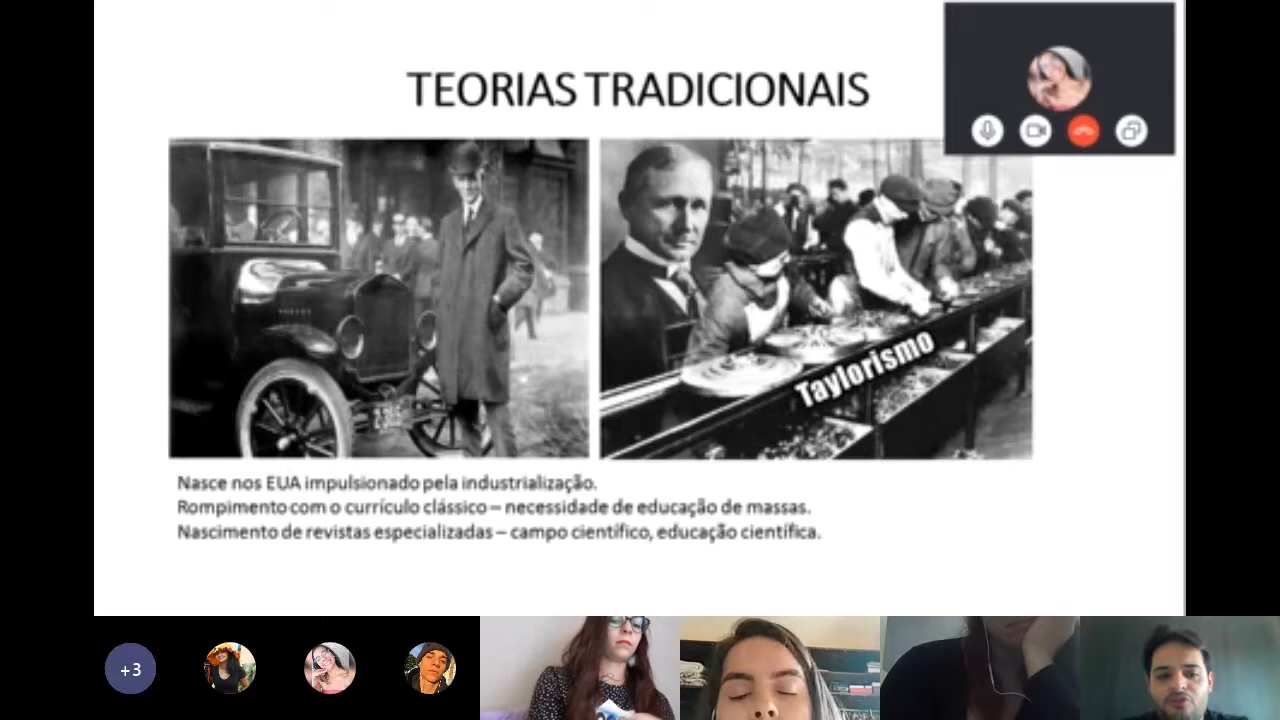 TEORIAS TRADICIONAIS
Taylorismo
Nasce nos EUA impulsionado pela industrialização.
Rompimento com o currículo clássico – necessidade de educação de massas.
Nascimento de revistas especializadas – campo científico, educação científica.
+3